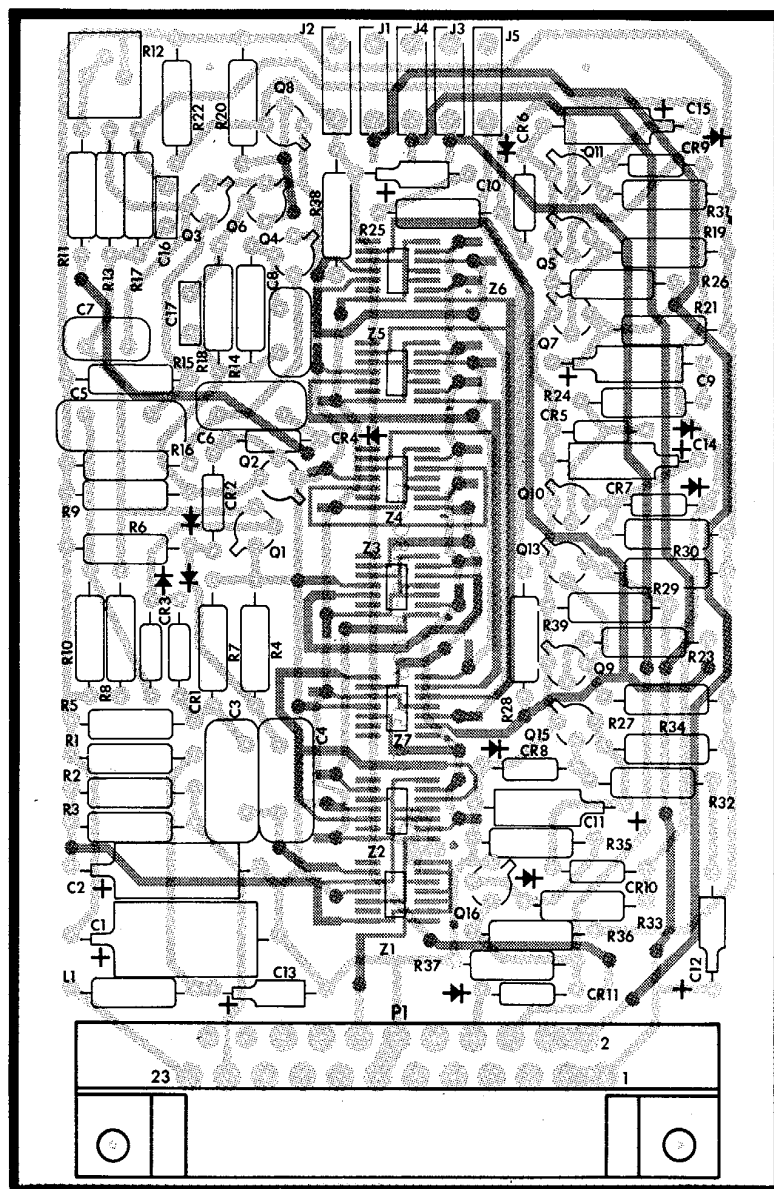 J2 J1 J4 J3 J5
R12
R22
R20
Q8
CR6
C15
Q11
CR9
R38
C10
R31
R11
R13
R17
C16
Q3
Q6
Q4
R25
Q5
R19
Z6
R26
C7
C17
R18
R14
C8
R21
Q7
Z5
R15
C9
R24
C5
C6
CR4
CR5
C14
R16
Q2
CR2
R9
Q10
CR7
Z4
R6
Q1
Z3
Q13
R30
R29
CR3
R10
R8
R7
R4
R39
R23
Q9
CR1
R5
C3
C4
R28
R27
R34
R1
Z7
Q15
R2
CR8
R3
C11
R32
Z2
R35
C2
CR10
C1
Q16
R33
R36
Z1
L1
C13
R37
CR11
C12
P1
2
23
1